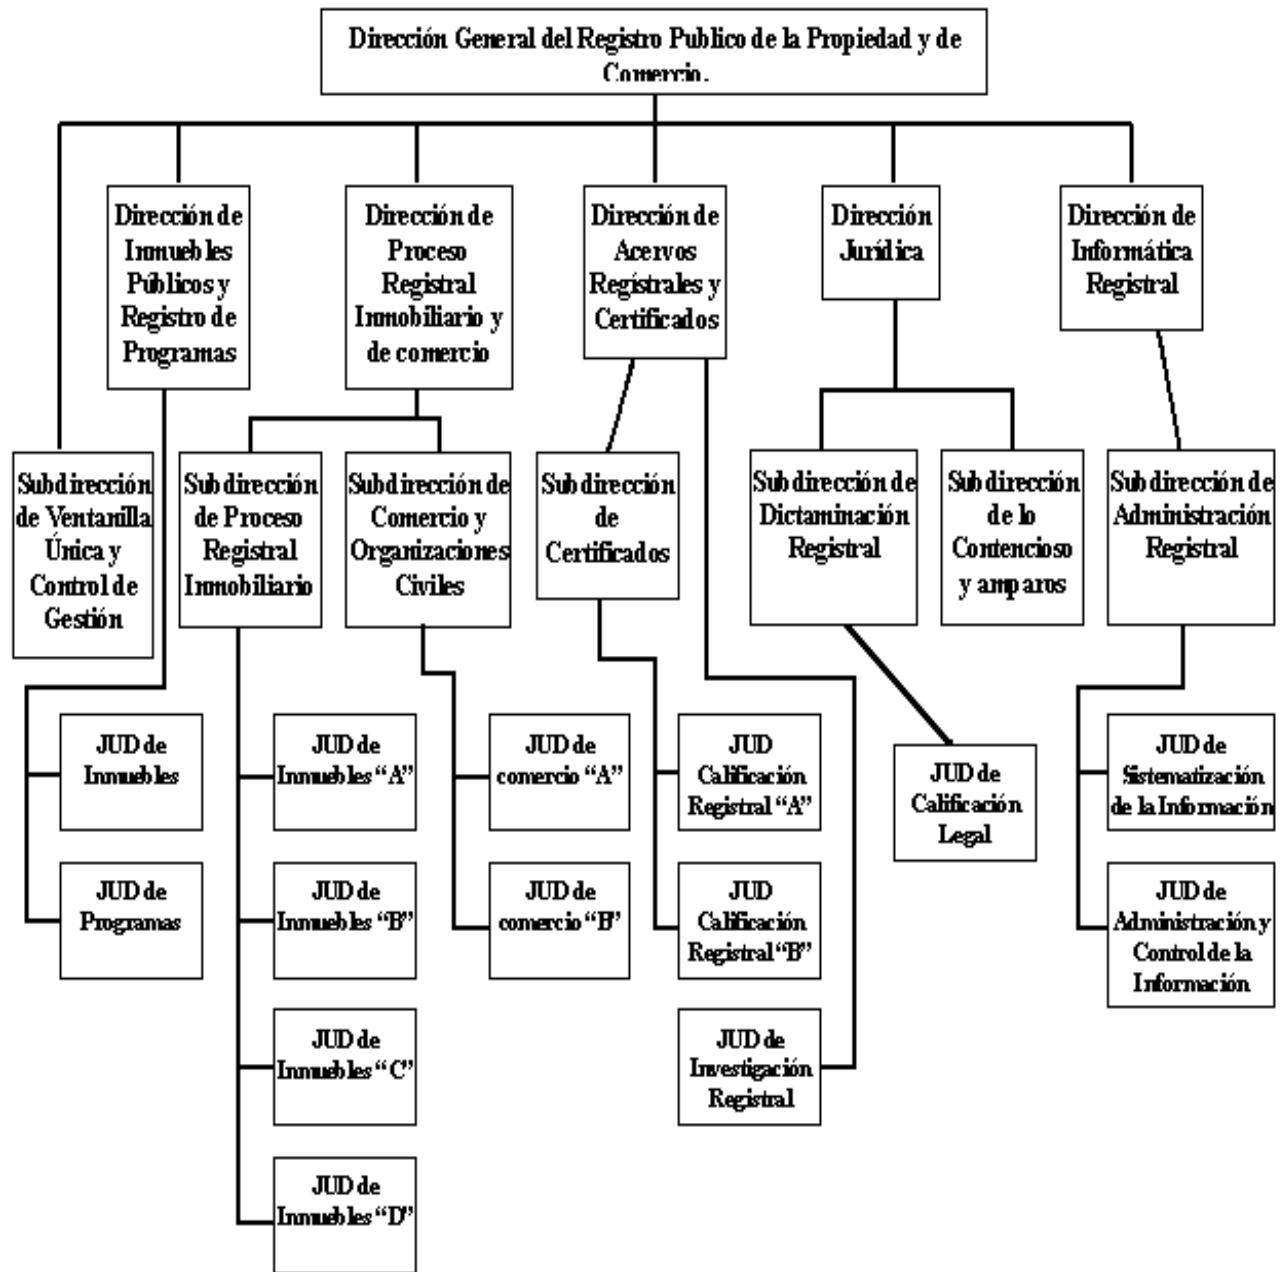 Dirección General del Registro Publico de la Propiedad y de
Comercio.
Dirección de
Inmuebles
Públicos y
Registro de
Programas
Dirección de
Proceso
Registral
Inmobiliario y
de comercio
Dirección de
Acervos
Regístrales y
Certificados
Dirección
Jurídica
Dirección de
Informática
Registral
Subdirección
de Ventanilla
Única y
Control de
Gestión
Subdirección
de Proceso
Registral
Inmobiliario
Subdirección de
Comercio y
Organizaciones
Civiles
Subdirección
de
Certificados
Subdirección de
Dictaminación
Registral
Subdirección
de lo
Contencioso
y amparos
Subdirección de
Administración
Registral
JUD de
Inmuebles
JUD de
Inmuebles “A”
JUD de
comercio “A”
JUD
Calificación
Registral “A”
JUD de
Calificación
Legal
JUD de
Sistematización
de la Información
JUD de
Programas
JUD de
Inmuebles “B”
JUD de
comercio “B”
JUD
Calificación
Registral “B”
JUD de
Administración y
Control de la
Información
JUD de
Inmuebles “C”
JUD de
Investigación
Registral
JUD de
Inmuebles “D”